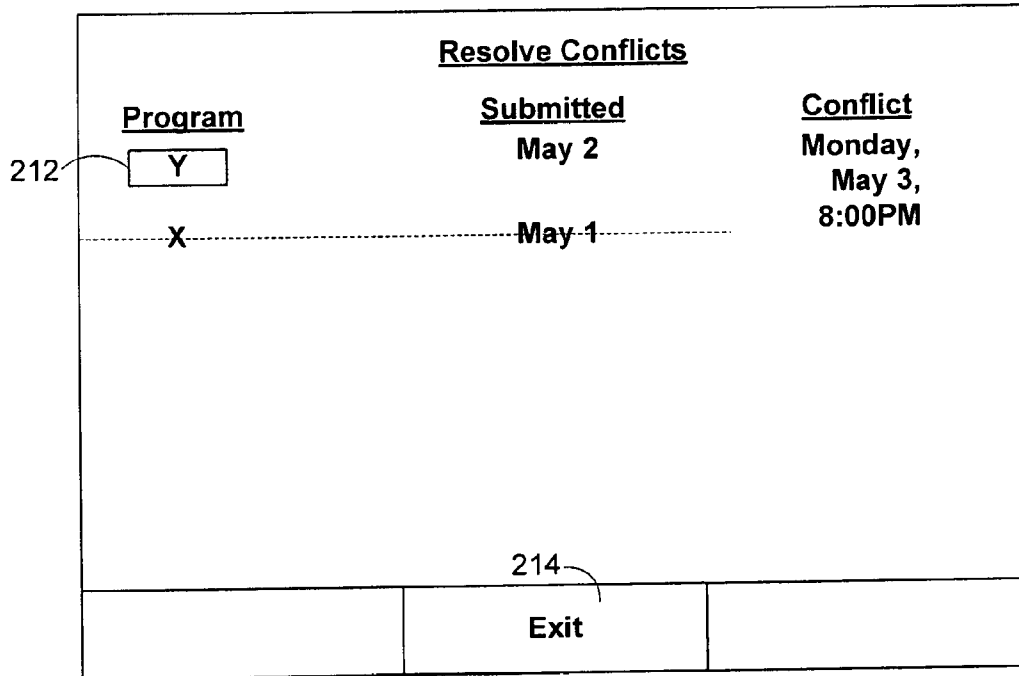 Resolve Conflicts
Program Submitted Conflict
212 Y May 2 Monday,
May 3,
8:00PM
X May 1
214
Exit